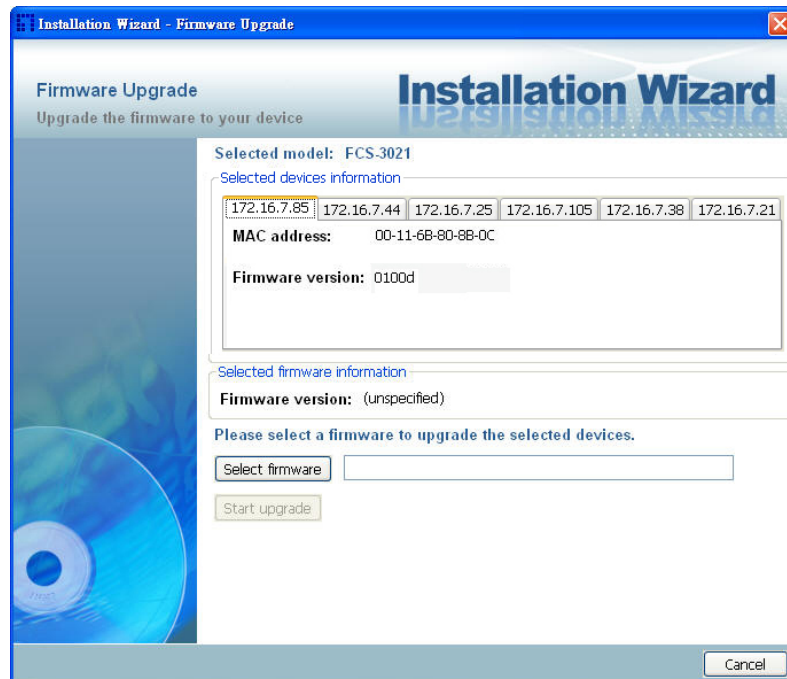 Installation Wizard - Firmware Upgrade
Firmware Upgrade
Upgrade the firmware to your device
Installation Wizard
Selected model: FCS-3021
Selected devices information
172.16.7.85 172.16.7.44 172.16.7.25 172.16.7.105 172.16.7.38 172.16.7.21
MAC address: 00-11-6B-80-8B-0C
Firmware version: 0100d
Selected firmware information
Firmware version: (unspecified)
Please select a firmware to upgrade the selected devices.
Select firmware
Start upgrade
Cancel